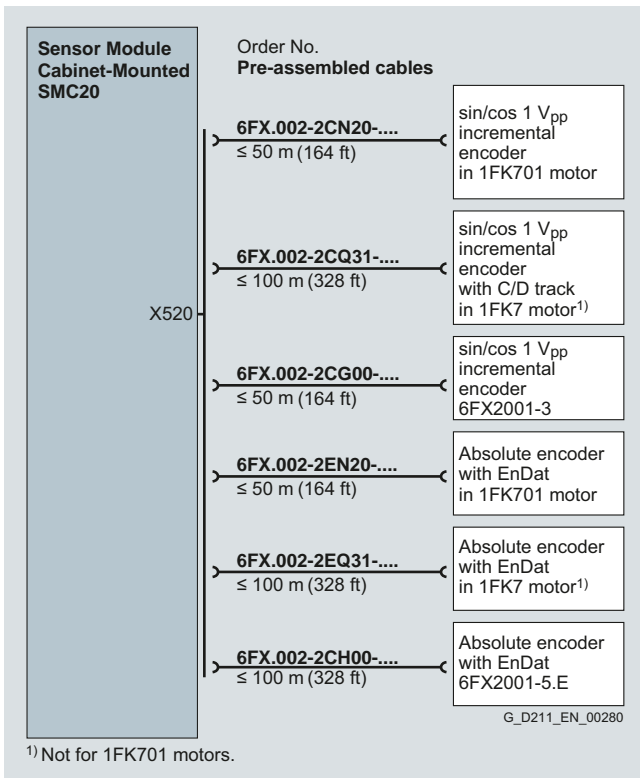 Sensor Module
Cabinet-Mounted
SMC20
Order No.
Pre-assembled cables
6FX.002-2CN20-....
≤ 50 m (164 ft)
sin/cos 1 Vpp
incremental
encoder
in 1FK701 motor
6FX.002-2CQ31-....
≤ 100 m (328 ft)
sin/cos 1 Vpp
incremental
encoder
with C/D track
in 1FK7 motor1)
X520
6FX.002-2CG00-....
≤ 50 m (164 ft)
sin/cos 1 Vpp
incremental
encoder
6FX2001-3
6FX.002-2EN20-....
≤ 50 m (164 ft)
Absolute encoder
with EnDat
in 1FK701 motor
6FX.002-2EQ31-....
≤ 100 m (328 ft)
Absolute encoder
with EnDat
in 1FK7 motor1)
6FX.002-2CH00-....
≤ 100 m (328 ft)
Absolute encoder
with EnDat
6FX2001-5.E
G_D211_EN_00280
1) Not for 1FK701 motors.